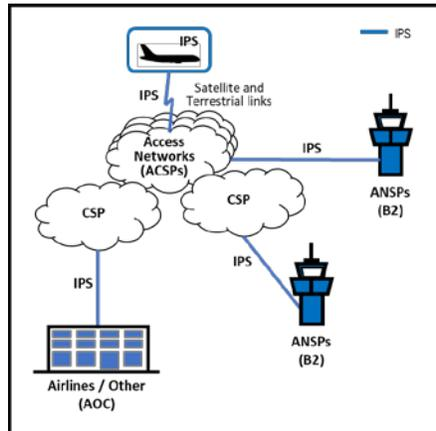 IPS
IPS
IPS
Satellite and
Terrestrial links
Access
Networks
(ACSPs)
IPS
ANSPs
(B2)
CSP
CSP
IPS
IPS
ANSPs
(B2)
Airlines / Other
(AOC)